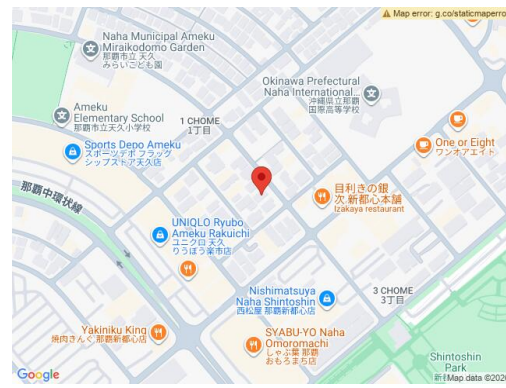 Map error: g.co/staticmaperro
Naha Municipal Ameku
Miraikodomo Garden
那覇市立 天久
みらいこども園
Okinawa Prefectural
Naha International...
沖縄県立那覇
国際高等学校
Ameku
Elementary School
那覇市立天久小学校
1 CHOME
1丁目
One or Eight
ワンオアエイト
Sports Depo Ameku
スポーツデポ フラッグ
シップストア天久店
目利きの銀
次 新都心本舗
Izakaya restaurant
那覇中環状線
UNIQLO Ryubo
Ameku Rakuichi
ユニクロ 天久
りうぼう楽市店
Nishimatsuya
Naha Shintoshin
西松屋 那覇新都心店
3 CHOME
3丁目
Yakiniku King
焼肉きんぐ 那覇新都心店
SYABU-YO Naha
Omoromachi
しゃぶ葉 那覇
おもろまち店
Shintoshin
Park
Google
Map data ©202